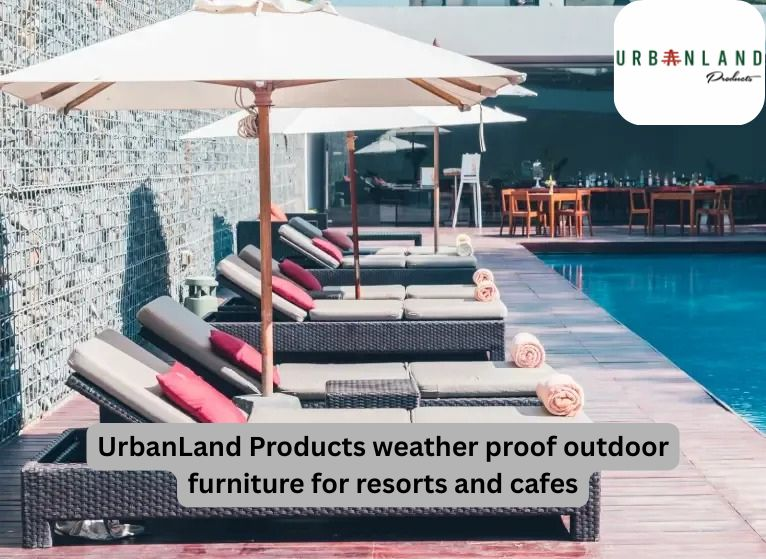 URBANLAND
Products
UrbanLand Products weather proof outdoor
furniture for resorts and cafes